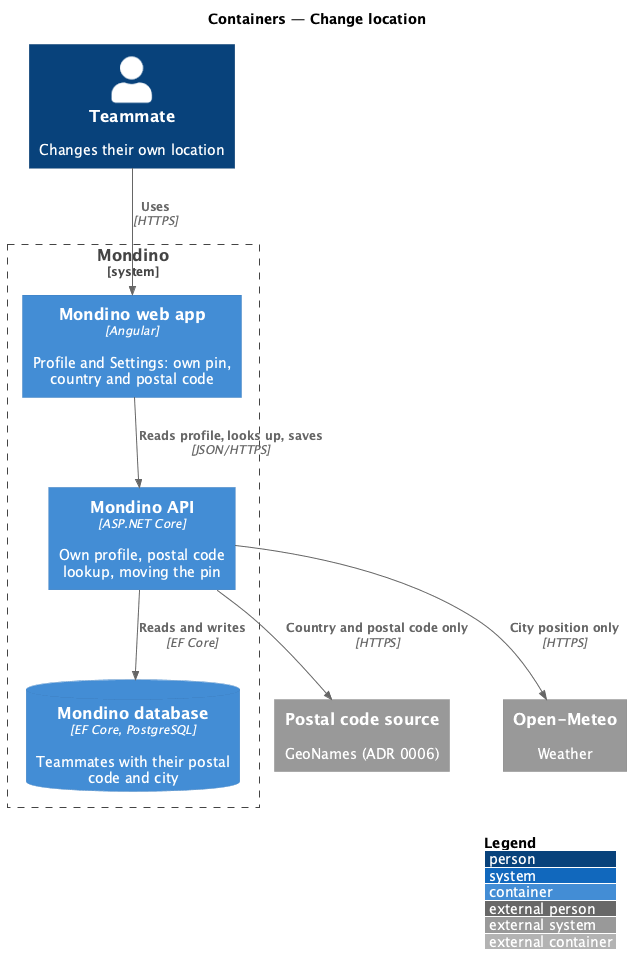 Containers — Change location
Teammate
Changes their own location
Uses
[HTTPS]
Mondino
[system]
Mondino web app
[Angular]
Profile and Settings: own pin,
country and postal code
Reads profile, looks up, saves
[JSON/HTTPS]
Mondino API
[ASP.NET Core]
Own profile, postal code
lookup, moving the pin
Reads and writes
[EF Core]
Country and postal code only
[HTTPS]
City position only
[HTTPS]
Mondino database
[EF Core, PostgreSQL]
Teammates with their postal
code and city
Postal code source
GeoNames (ADR 0006)
Open-Meteo
Weather
Legend
person
system
container
external person
external system
external container